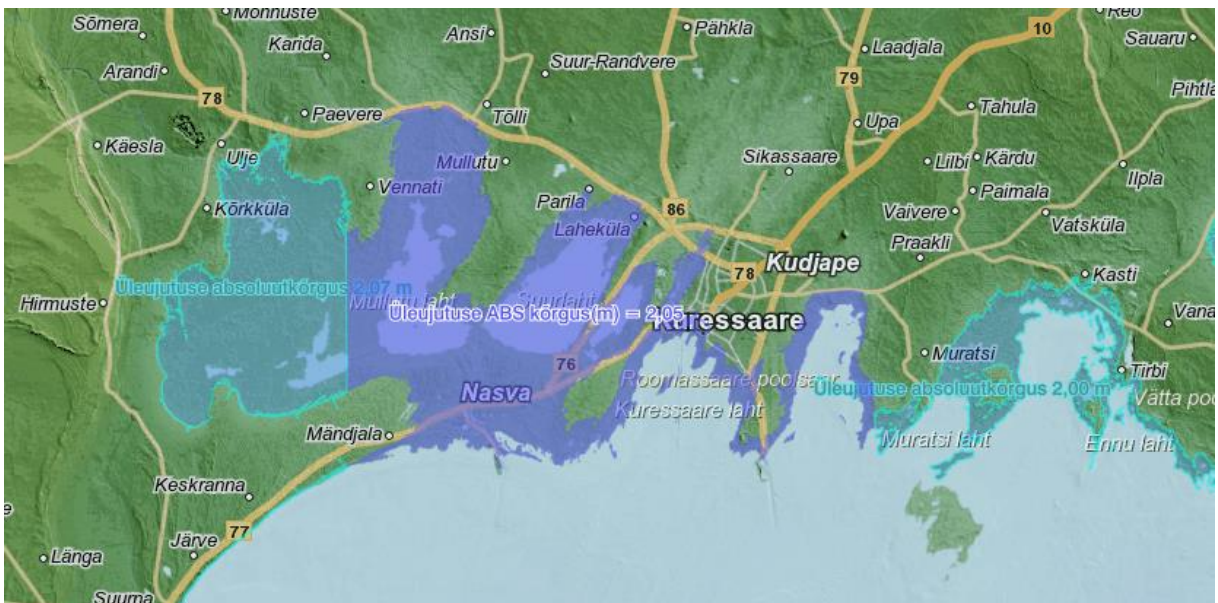 Sõmera
Mõnnuste
Ansi
Pähkla
10
Reo
Sauaru
Karida
Laadjala
Arandi
Suur-Randvere
79
78
Paevere
Tõlli
Tahula
Pihtla
Upa
Käesla
Ulje
Mullutu
Sikassaare
Lilbi
Kärdu
Ilpla
Vennati
Parila
Paimala
Kõrkküla
Laheküla
86
Vaivere
Vatsküla
Praakli
Kudjape
78
Kasti
Üleujutuse absoluutkõrgus 2,07 m
Hirmuste
Mullutu laht
Suurlaht
Üleujutuse ABS kõrgus(m) = 2,05
Kuressaare
Vana
Muratsi
76
Tirbi
Roomassaare poolsaar
Üleujutuse absoluutkõrgus 2,00 m
Nasva
Vätta poo
Kuressaare laht
Mändjala
Muratsi laht
Ennu laht
Keskranna
77
Järve
Länga
Suurna